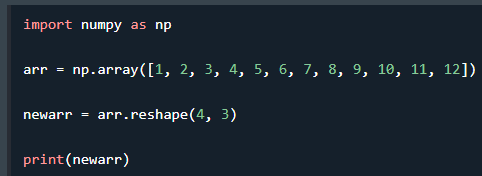 import numpy as np
arr = np.array([1, 2, 3, 4, 5, 6, 7, 8, 9, 10, 11, 12])
newarr = arr.reshape(4, 3)
print(newarr)